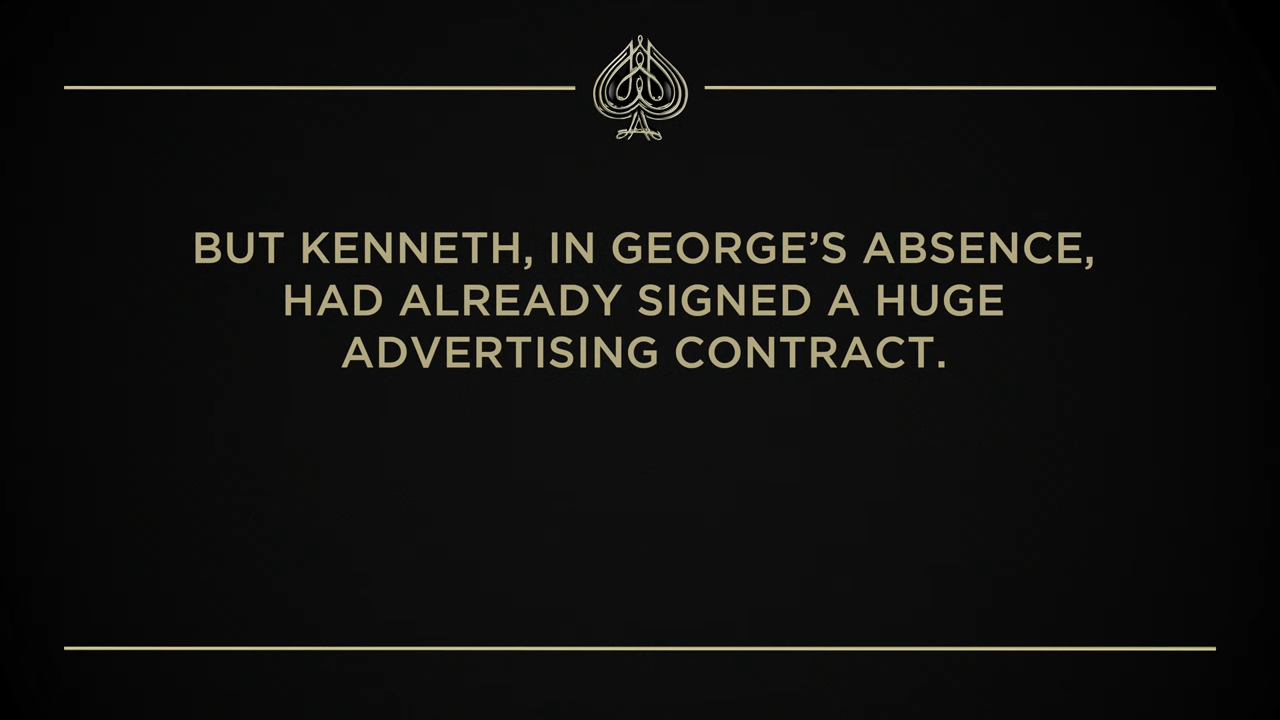 BUT KENNETH, IN GEORGE’S ABSENCE,
HAD ALREADY SIGNED A HUGE
ADVERTISING CONTRACT.